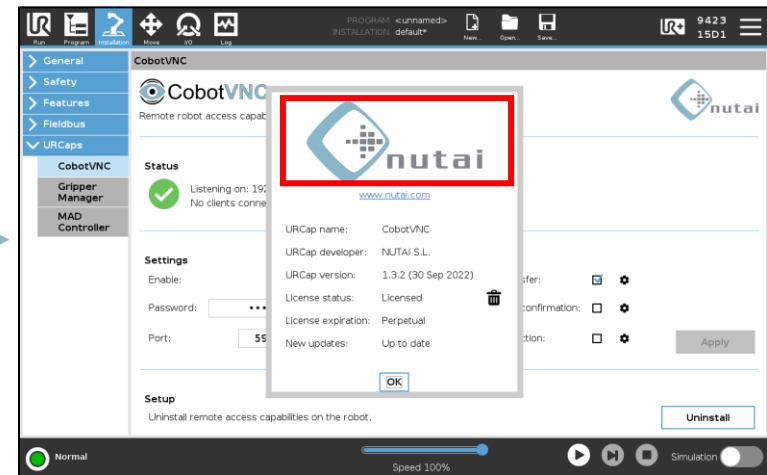 PROGRAM <unnamed>
INSTALLATION default*
Run Program Installation Move I/O Log New... Open... Save...
UR+ 9423
15D1
General
CobotVNC
Safety
CobotVNC
nutai
Features
Remote robot access capab
Fieldbus
nutai
URCaps
CobotVNC
Status
www.nutai.com
Gripper
Manager
Listening on: 192
No clients conne
MAD
Controller
URCap name: CobotVNC
URCap developer: NUTAI S.L.
URCap version: 1.3.2 (30 Sep 2022)
License status: Licensed
License expiration: Perpetual
New updates: Up to date
OK
Settings
Enable: sfer:
Password: ••• confirmation:
Port: 59 ction:
Apply
Setup
Uninstall remote access capabilities on the robot.
Uninstall
Normal
Speed 100%
Simulation